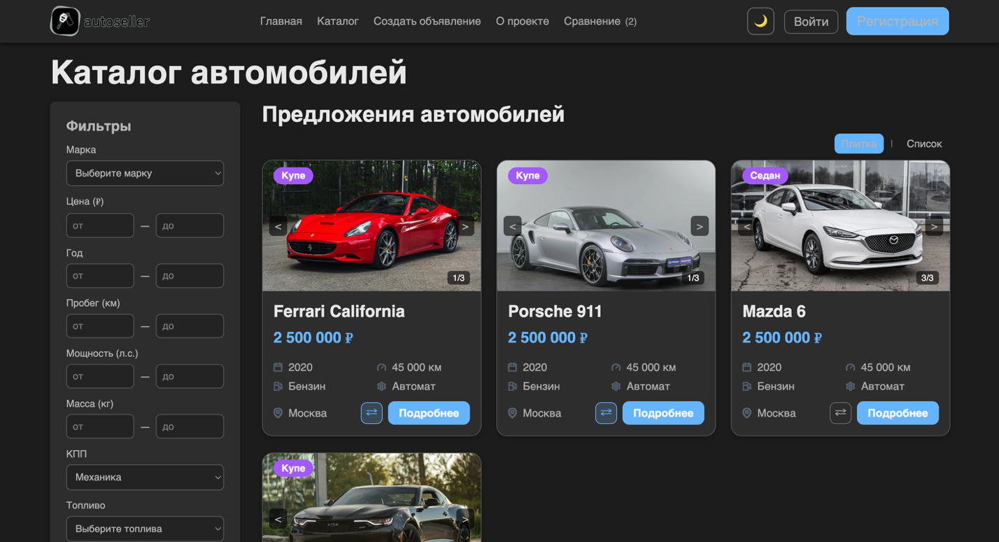 autoseller
Главная Каталог Создать объявление О проекте Сравнение (2)
Войти Регистрация
Каталог автомобилей
Фильтры
Марка
Выберите марку
Цена (₽)
от — до
Год
от — до
Пробег (км)
от — до
Мощность (л.с.)
от — до
Масса (кг)
от — до
КПП
Механика
Топливо
Выберите топлива
Предложения автомобилей
Плитка | Список
Купе
< >
1/3
Ferrari California
2 500 000 ₽
2020 45 000 км
Бензин Автомат
Москва Подробнее
Купе
< >
1/3
Porsche 911
2 500 000 ₽
2020 45 000 км
Бензин Автомат
Москва Подробнее
Седан
< >
3/3
Mazda 6
2 500 000 ₽
2020 45 000 км
Бензин Автомат
Москва Подробнее
Купе
< >